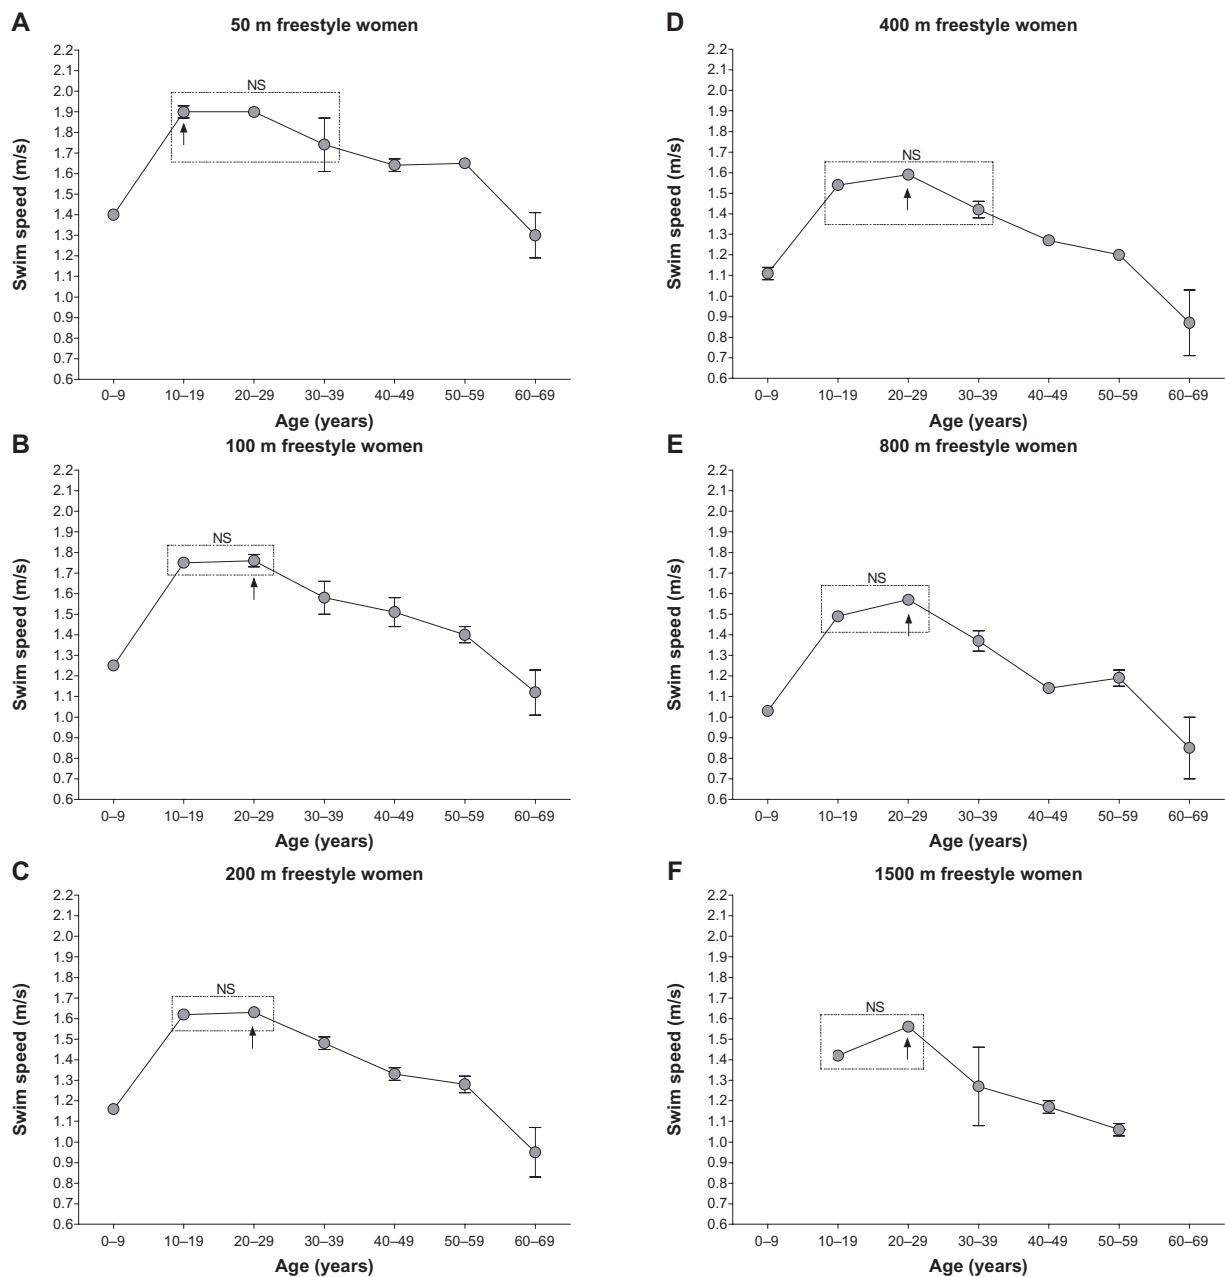 A
50 m freestyle women
Swim speed (m/s)
2.2
2.1
2.0
1.9
1.8
1.7
1.6
1.5
1.4
1.3
1.2
1.1
1.0
0.9
0.8
0.7
0.6
NS
0–9 10–19 20–29 30–39 40–49 50–59 60–69
Age (years)
B
100 m freestyle women
Swim speed (m/s)
2.2
2.1
2.0
1.9
1.8
1.7
1.6
1.5
1.4
1.3
1.2
1.1
1.0
0.9
0.8
0.7
0.6
NS
0–9 10–19 20–29 30–39 40–49 50–59 60–69
Age (years)
C
200 m freestyle women
Swim speed (m/s)
2.2
2.1
2.0
1.9
1.8
1.7
1.6
1.5
1.4
1.3
1.2
1.1
1.0
0.9
0.8
0.7
0.6
NS
0–9 10–19 20–29 30–39 40–49 50–59 60–69
Age (years)
D
400 m freestyle women
Swim speed (m/s)
2.2
2.1
2.0
1.9
1.8
1.7
1.6
1.5
1.4
1.3
1.2
1.1
1.0
0.9
0.8
0.7
0.6
NS
0–9 10–19 20–29 30–39 40–49 50–59 60–69
Age (years)
E
800 m freestyle women
Swim speed (m/s)
2.2
2.1
2.0
1.9
1.8
1.7
1.6
1.5
1.4
1.3
1.2
1.1
1.0
0.9
0.8
0.7
0.6
NS
0–9 10–19 20–29 30–39 40–49 50–59 60–69
Age (years)
F
1500 m freestyle women
Swim speed (m/s)
2.2
2.1
2.0
1.9
1.8
1.7
1.6
1.5
1.4
1.3
1.2
1.1
1.0
0.9
0.8
0.7
0.6
NS
0–9 10–19 20–29 30–39 40–49 50–59 60–69
Age (years)